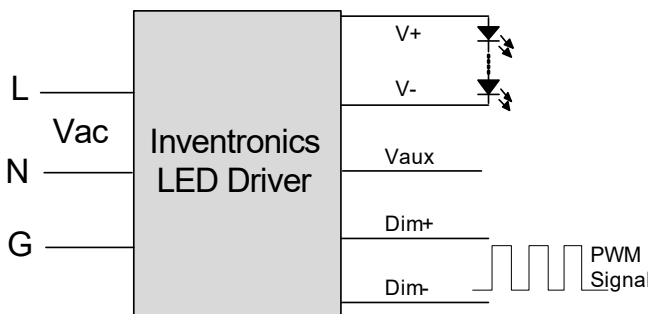 L
Vac
N
G
Inventronics
LED Driver
V+
V-
Vaux
Dim+
Dim-
PWM
Signal